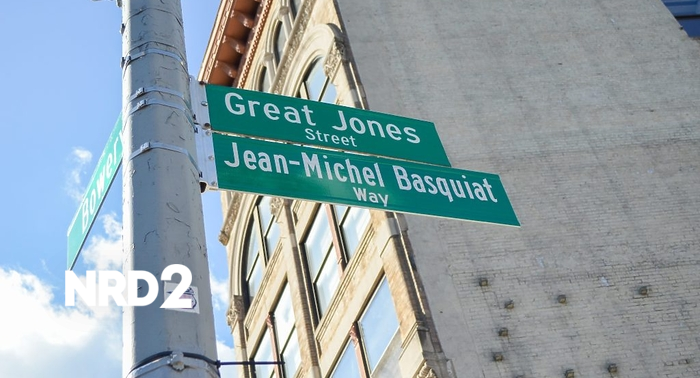 Great Jones
Street
Jean-Michel Basquiat
Way
Bowery
NRD2